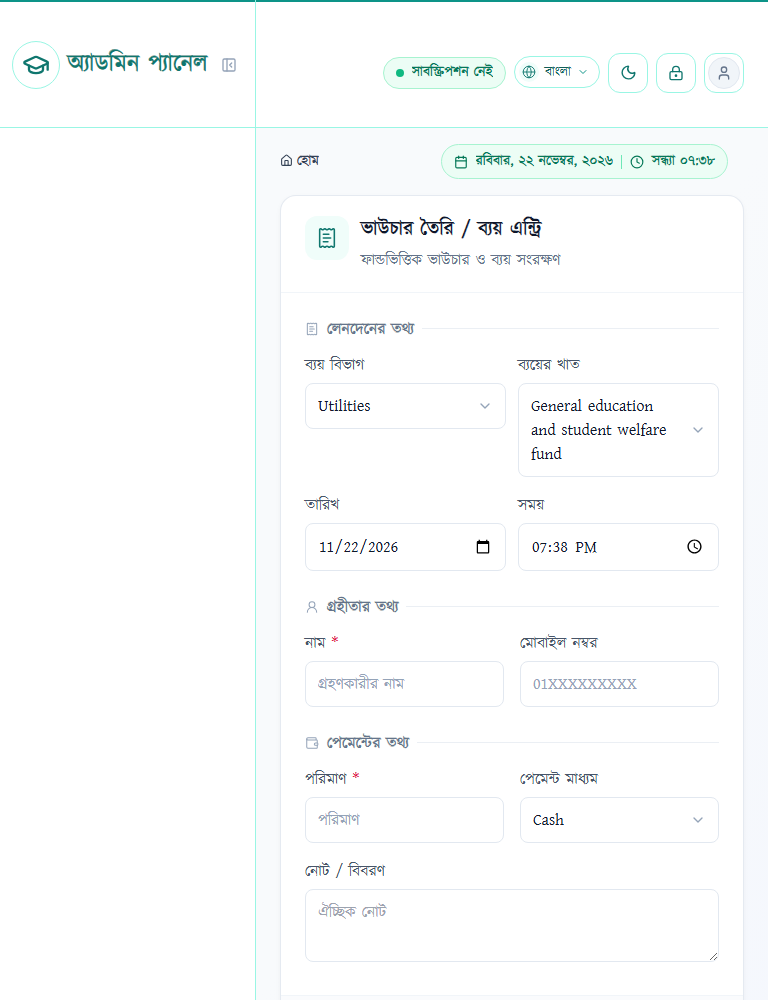 অ্যাডমিন প্যানেল
সাবস্ক্রিপশন নেই
বাংলা
হোম
রবিবার, ২২ নভেম্বর, ২০২৬ | সন্ধ্যা ০৭:৩৮
ভাউচার তৈরি / ব্যয় এন্ট্রি
ফান্ডভিত্তিক ভাউচার ও ব্যয় সংরক্ষণ
লেনদেনের তথ্য
ব্যয় বিভাগ
Utilities
ব্যয়ের খাত
General education
and student welfare
fund
তারিখ
11/22/2026
সময়
07:38 PM
গ্রহীতার তথ্য
নাম *
গ্রহণকারীর নাম
মোবাইল নম্বর
01XXXXXXXXX
পেমেন্টের তথ্য
পরিমাণ *
পরিমাণ
পেমেন্ট মাধ্যম
Cash
নোট / বিবরণ
ঐচ্ছিক নোট